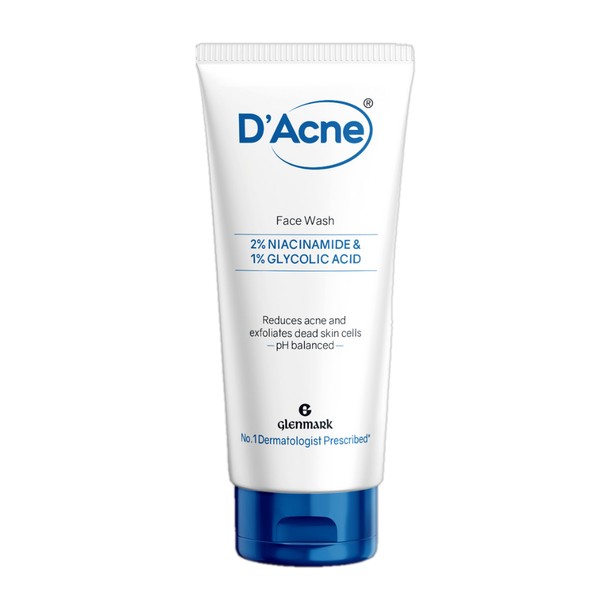 D'Acne®
Face Wash
2% NIACINAMIDE &
1% GLYCOLIC ACID
Reduces acne and
exfoliates dead skin cells
– pH balanced –
G
Glenmark
No.1 Dermatologist Prescribed*